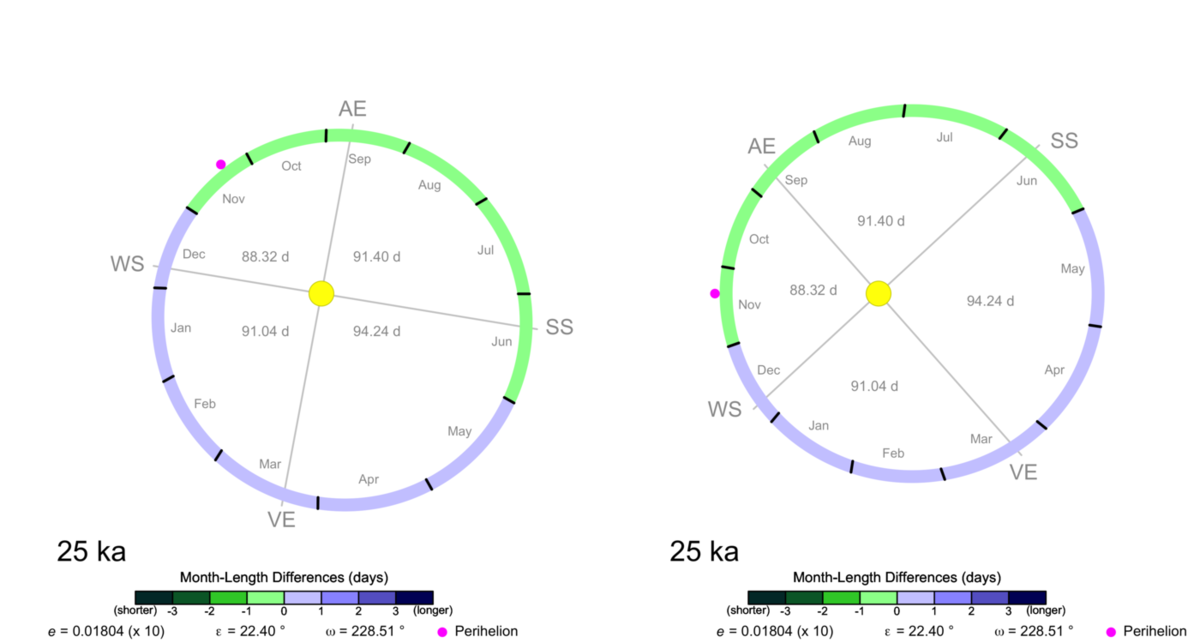 AE
Sep
Oct
Aug
Nov
Jul
WS
Dec
88.32 d
91.40 d
Jan
91.04 d
94.24 d
SS
Jun
Feb
May
Mar
Apr
VE
25 ka
Month-Length Differences (days)
(shorter) -3 -2 -1 0 1 2 3 (longer)
e = 0.01804 (x 10) ε = 22.40 ° ω = 228.51 ° Perihelion
AE
SS
Aug
Jul
Sep
Jun
91.40 d
Oct
May
88.32 d
94.24 d
Nov
Dec
Apr
91.04 d
WS
Jan
Mar
Feb
VE
25 ka
Month-Length Differences (days)
(shorter) -3 -2 -1 0 1 2 3 (longer)
e = 0.01804 (x 10) ε = 22.40 ° ω = 228.51 ° Perihelion